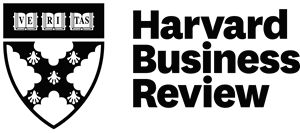 VE RI TAS
Harvard
Business
Review